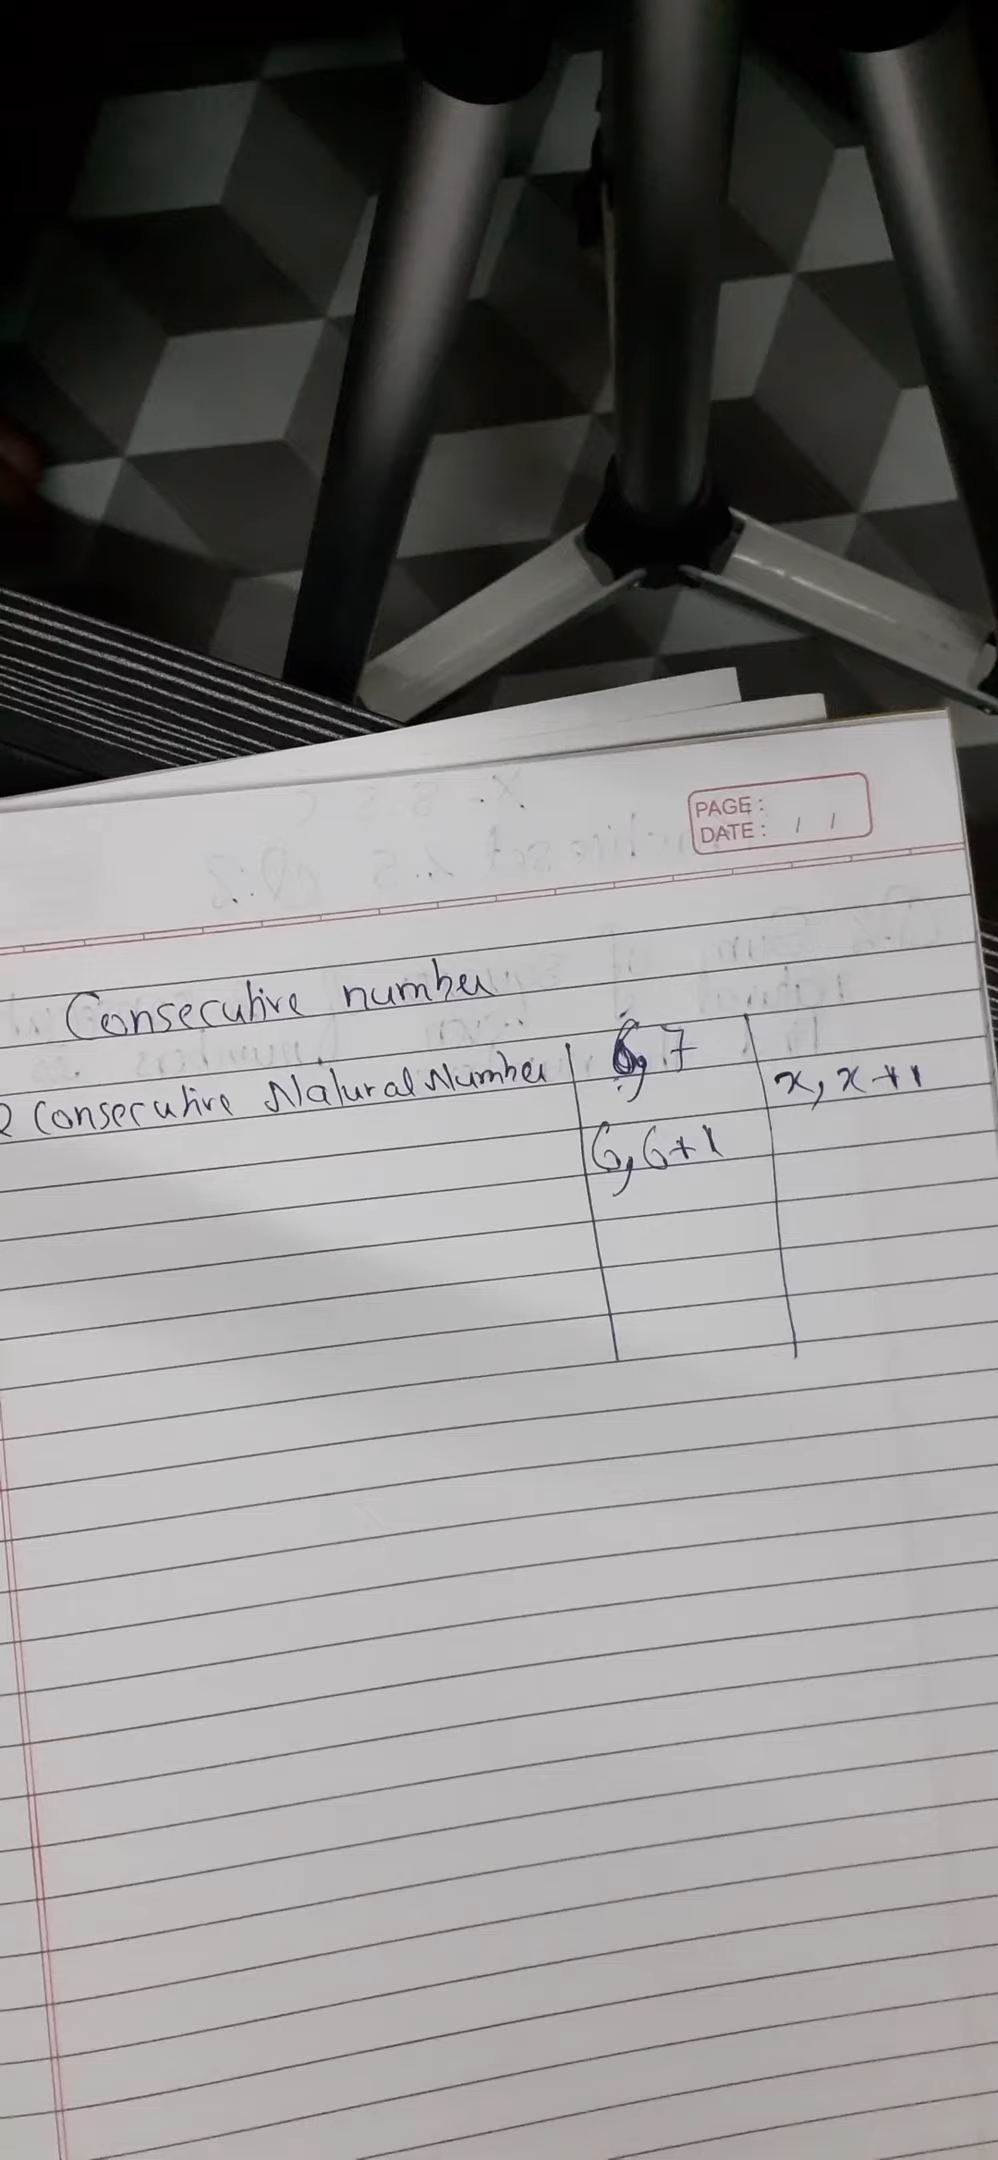 PAGE :
DATE : / /
Consecutive number
2 Consecutive Natural Number 6, 7 x, x+1
6, 6+1